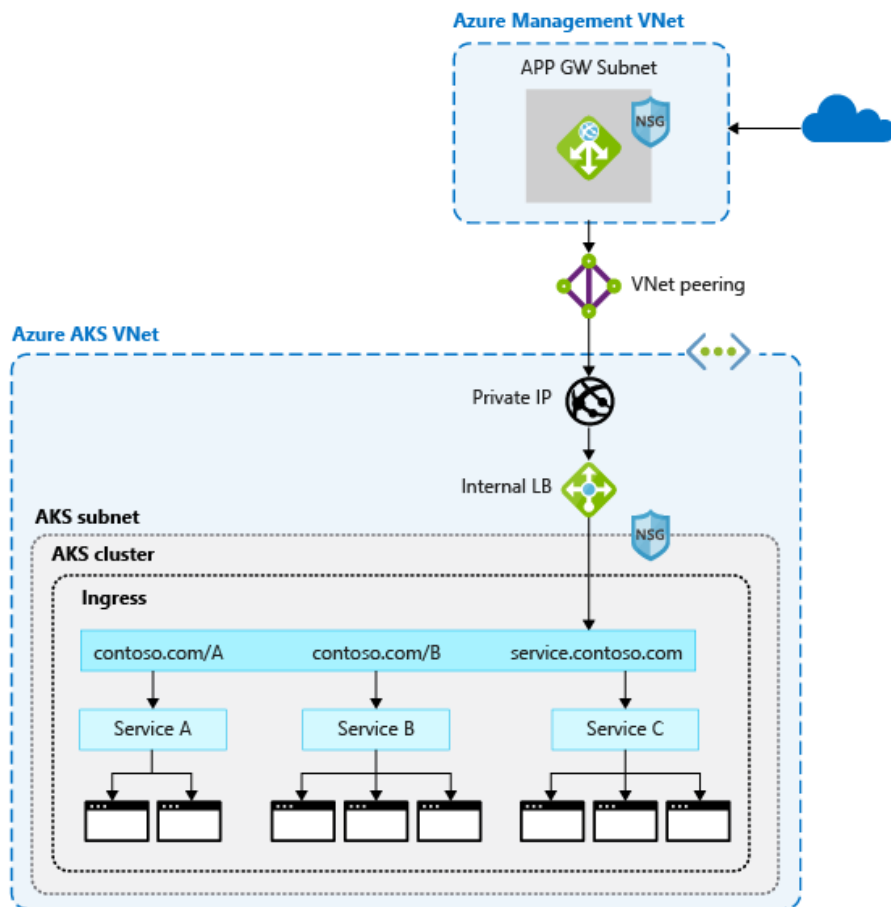 Azure Management VNet
APP GW Subnet
NSG
VNet peering
Azure AKS VNet
Private IP
Internal LB
AKS subnet
NSG
AKS cluster
Ingress
contoso.com/A
contoso.com/B
service.contoso.com
Service A
Service B
Service C